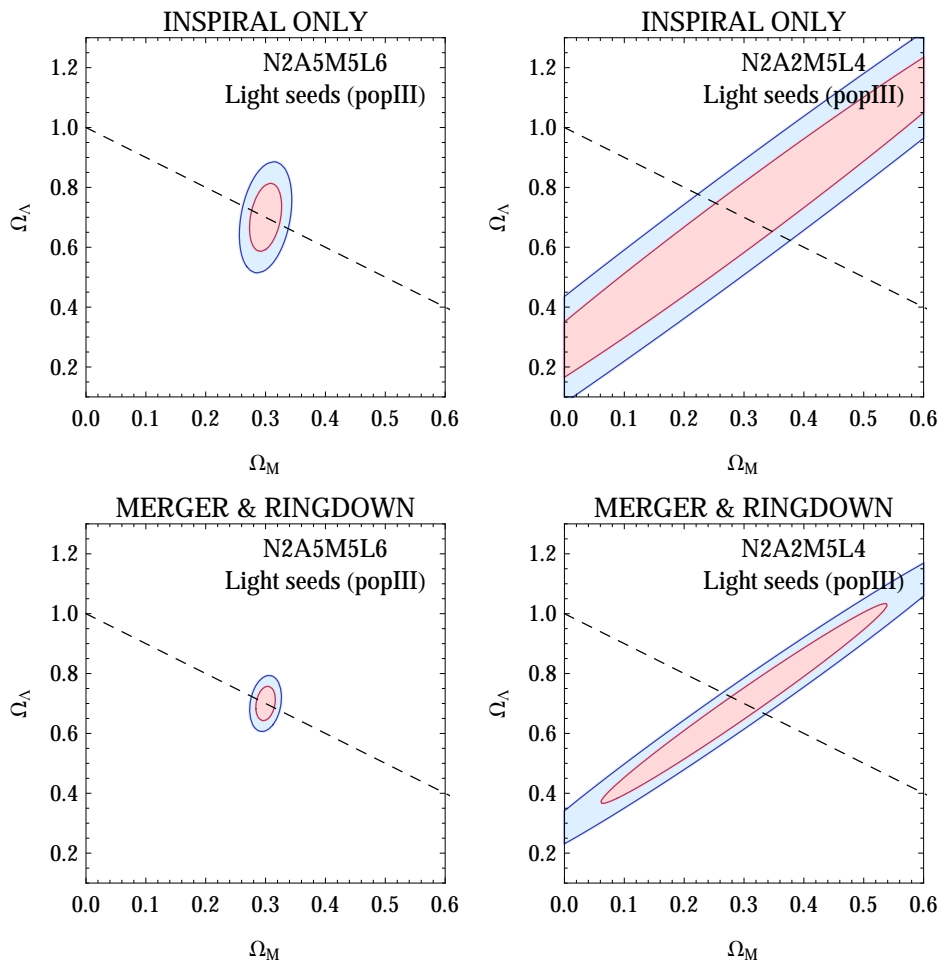 INSPIRAL ONLY
N2A5M5L6
Light seeds (popIII)
Ω_Λ
1.2
1.0
0.8
0.6
0.4
0.2
0.0 0.1 0.2 0.3 0.4 0.5 0.6
Ω_M
INSPIRAL ONLY
N2A2M5L4
Light seeds (popIII)
Ω_Λ
1.2
1.0
0.8
0.6
0.4
0.2
0.0 0.1 0.2 0.3 0.4 0.5 0.6
Ω_M
MERGER & RINGDOWN
N2A5M5L6
Light seeds (popIII)
Ω_Λ
1.2
1.0
0.8
0.6
0.4
0.2
0.0 0.1 0.2 0.3 0.4 0.5 0.6
Ω_M
MERGER & RINGDOWN
N2A2M5L4
Light seeds (popIII)
Ω_Λ
1.2
1.0
0.8
0.6
0.4
0.2
0.0 0.1 0.2 0.3 0.4 0.5 0.6
Ω_M